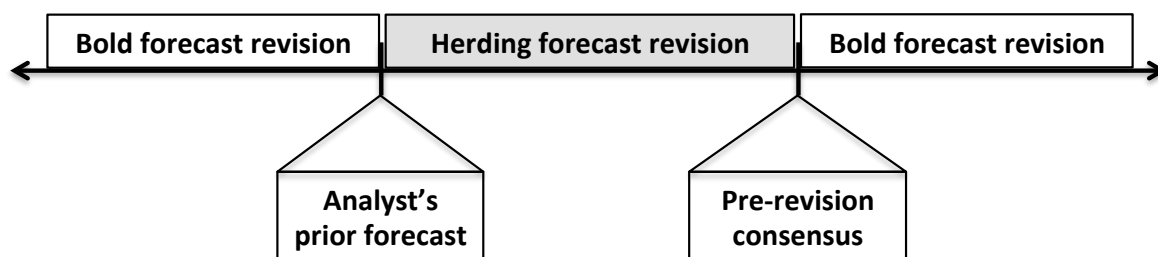 Bold forecast revision
Herding forecast revision
Bold forecast revision
Analyst’s
prior forecast
Pre-revision
consensus